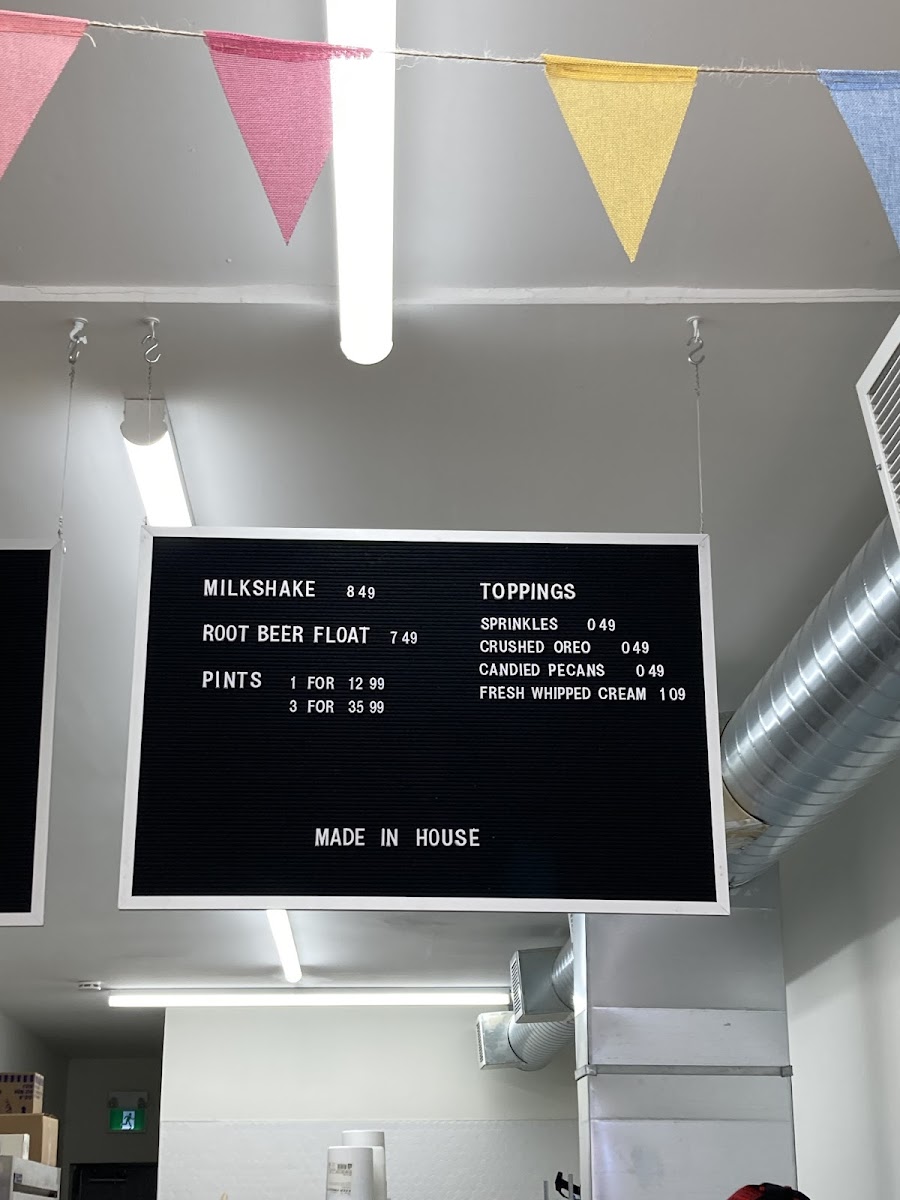 MILKSHAKE 8 49
ROOT BEER FLOAT 7 49
PINTS 1 FOR 12 99
3 FOR 35 99
TOPPINGS
SPRINKLES 0 49
CRUSHED OREO 0 49
CANDIED PECANS 0 49
FRESH WHIPPED CREAM 1 09
MADE IN HOUSE